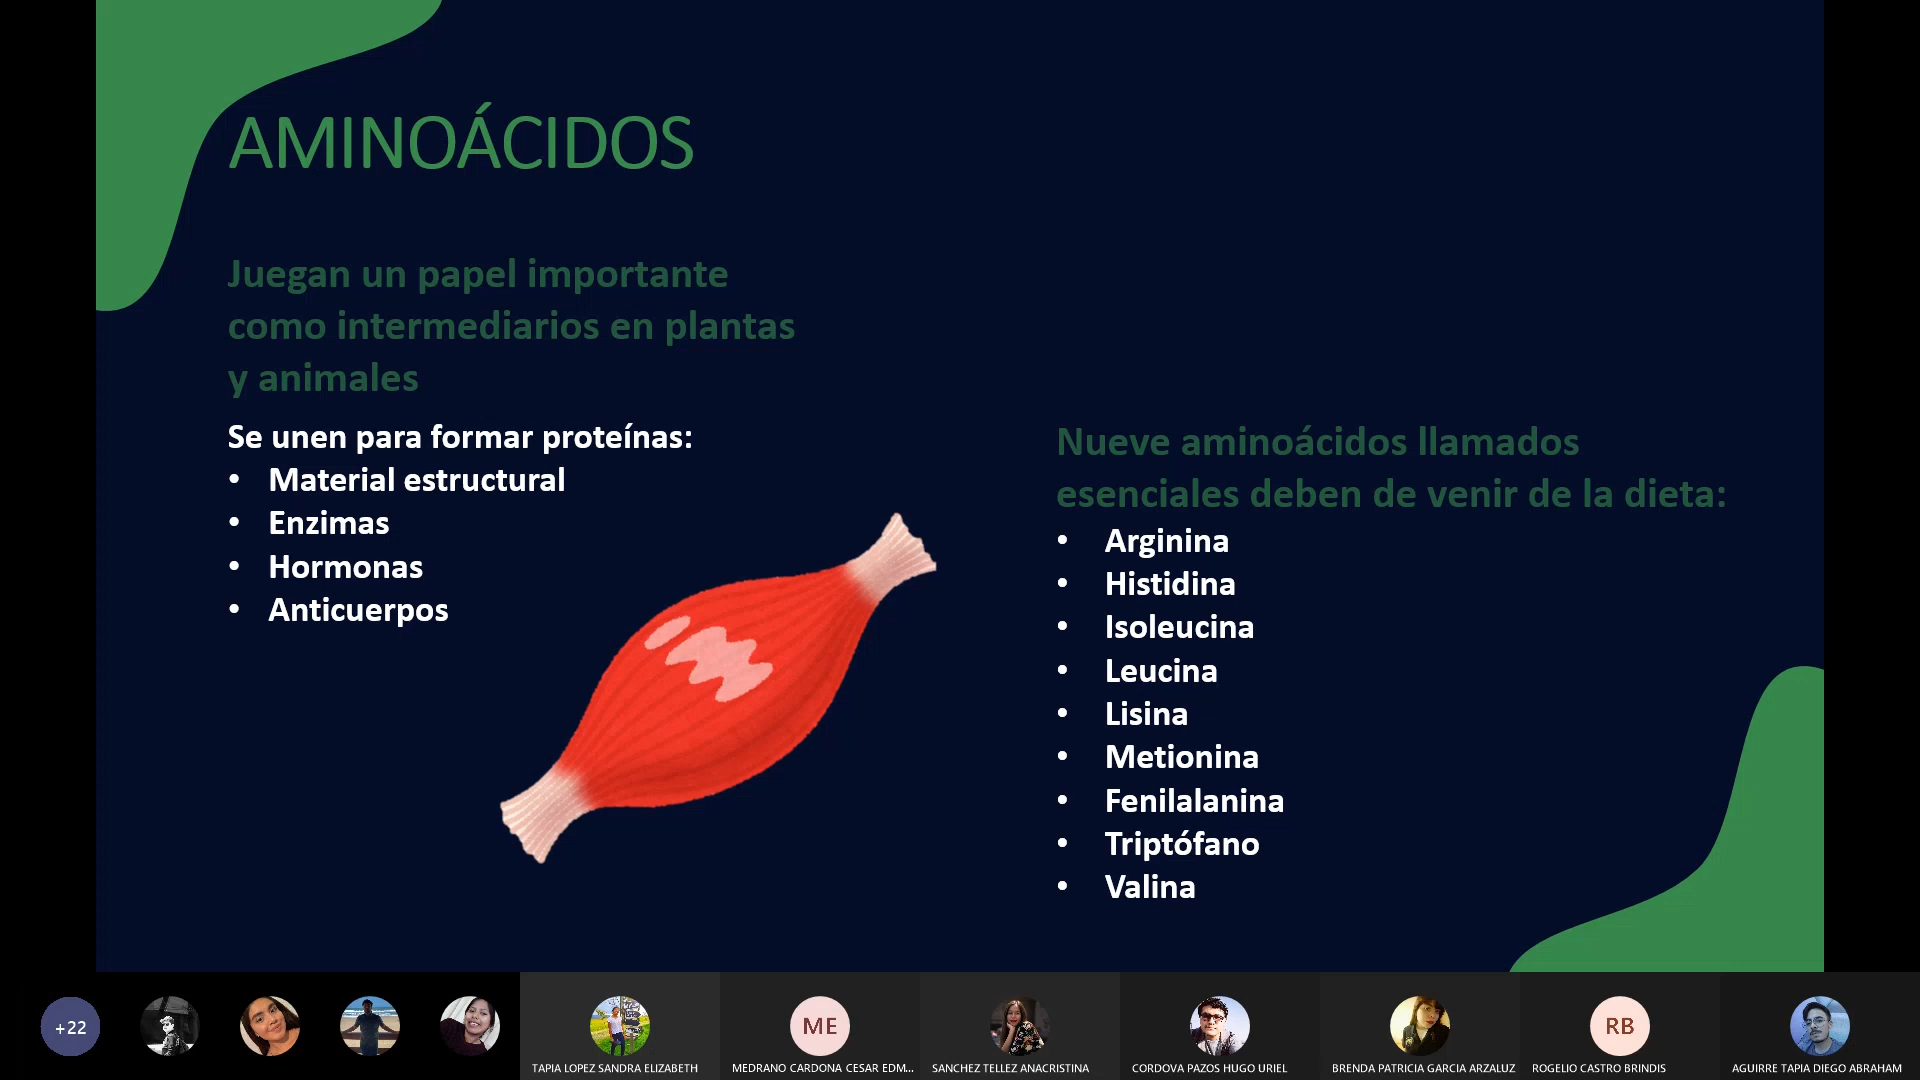 AMINOÁCIDOS
Juegan un papel importante
como intermediarios en plantas
y animales
Se unen para formar proteínas:
• Material estructural
• Enzimas
• Hormonas
• Anticuerpos
Nueve aminoácidos llamados
esenciales deben de venir de la dieta:
• Arginina
• Histidina
• Isoleucina
• Leucina
• Lisina
• Metionina
• Fenilalanina
• Triptófano
• Valina
+22
ME
RB
TAPIA LOPEZ SANDRA ELIZABETH
MEDRANO CARDONA CESAR EDM...
SANCHEZ TELLEZ ANACRISTINA
CORDOVA PAZOS HUGO URIEL
BRENDA PATRICIA GARCIA ARZALUZ
ROGELIO CASTRO BRINDIS
AGUIRRE TAPIA DIEGO ABRAHAM